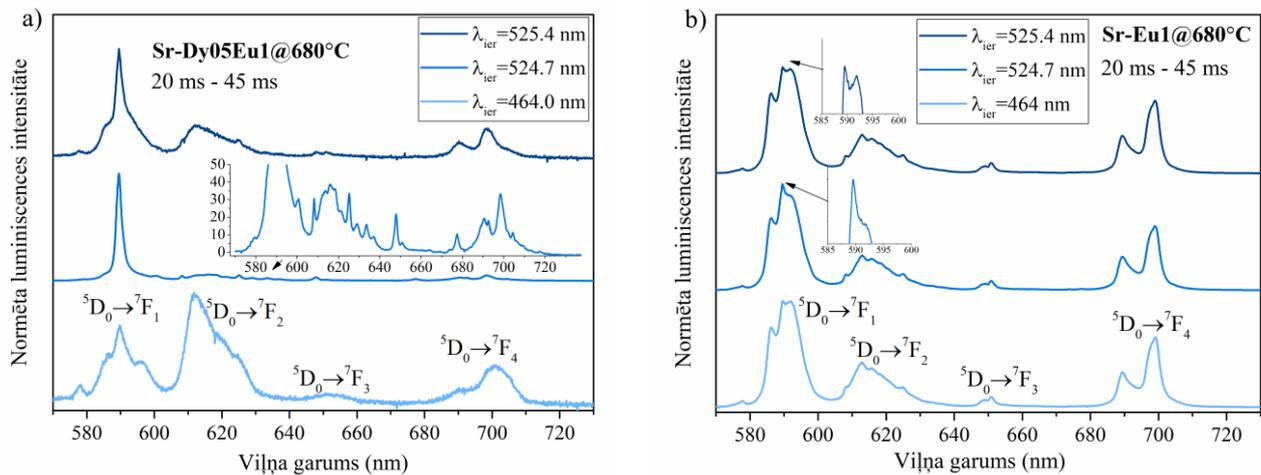 a)
Normēta luminiscences intensitāte
Sr-Dy05Eu1@680°C
20 ms - 45 ms
λier=525.4 nm
λier=524.7 nm
λier=464.0 nm
50
40
30
20
10
0
580 600 620 640 660 680 700 720
⁵D₀→⁷F₁
⁵D₀→⁷F₂
⁵D₀→⁷F₃
⁵D₀→⁷F₄
580 600 620 640 660 680 700
Viļņa garums (nm)
b)
Normēta luminiscences intensitāte
λier=525.4 nm
λier=524.7 nm
λier=464 nm
Sr-Eu1@680°C
20 ms - 45 ms
585 590 595 600
585 590 595 600
⁵D₀→⁷F₁
⁵D₀→⁷F₂
⁵D₀→⁷F₃
⁵D₀→⁷F₄
580 600 620 640 660 680 700 720
Viļņa garums (nm)